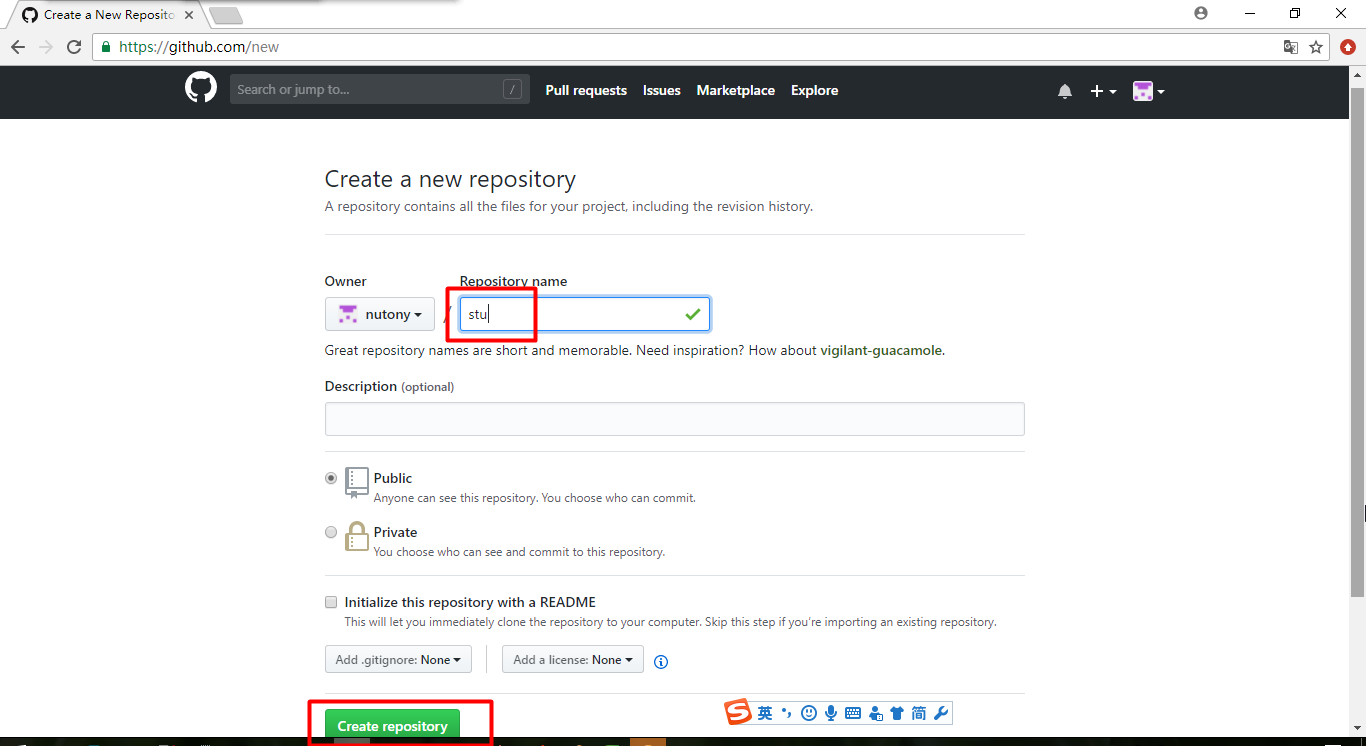 Create a New Reposito
https://github.com/new
Search or jump to...
/
Pull requests
Issues
Marketplace
Explore
Create a new repository
A repository contains all the files for your project, including the revision history.
Owner
Repository name
nutony
/
stu
Great repository names are short and memorable. Need inspiration? How about vigilant-guacamole.
Description (optional)
Public
Anyone can see this repository. You choose who can commit.
Private
You choose who can see and commit to this repository.
Initialize this repository with a README
This will let you immediately clone the repository to your computer. Skip this step if you’re importing an existing repository.
Add .gitignore: None
Add a license: None
Create repository
S 英 简